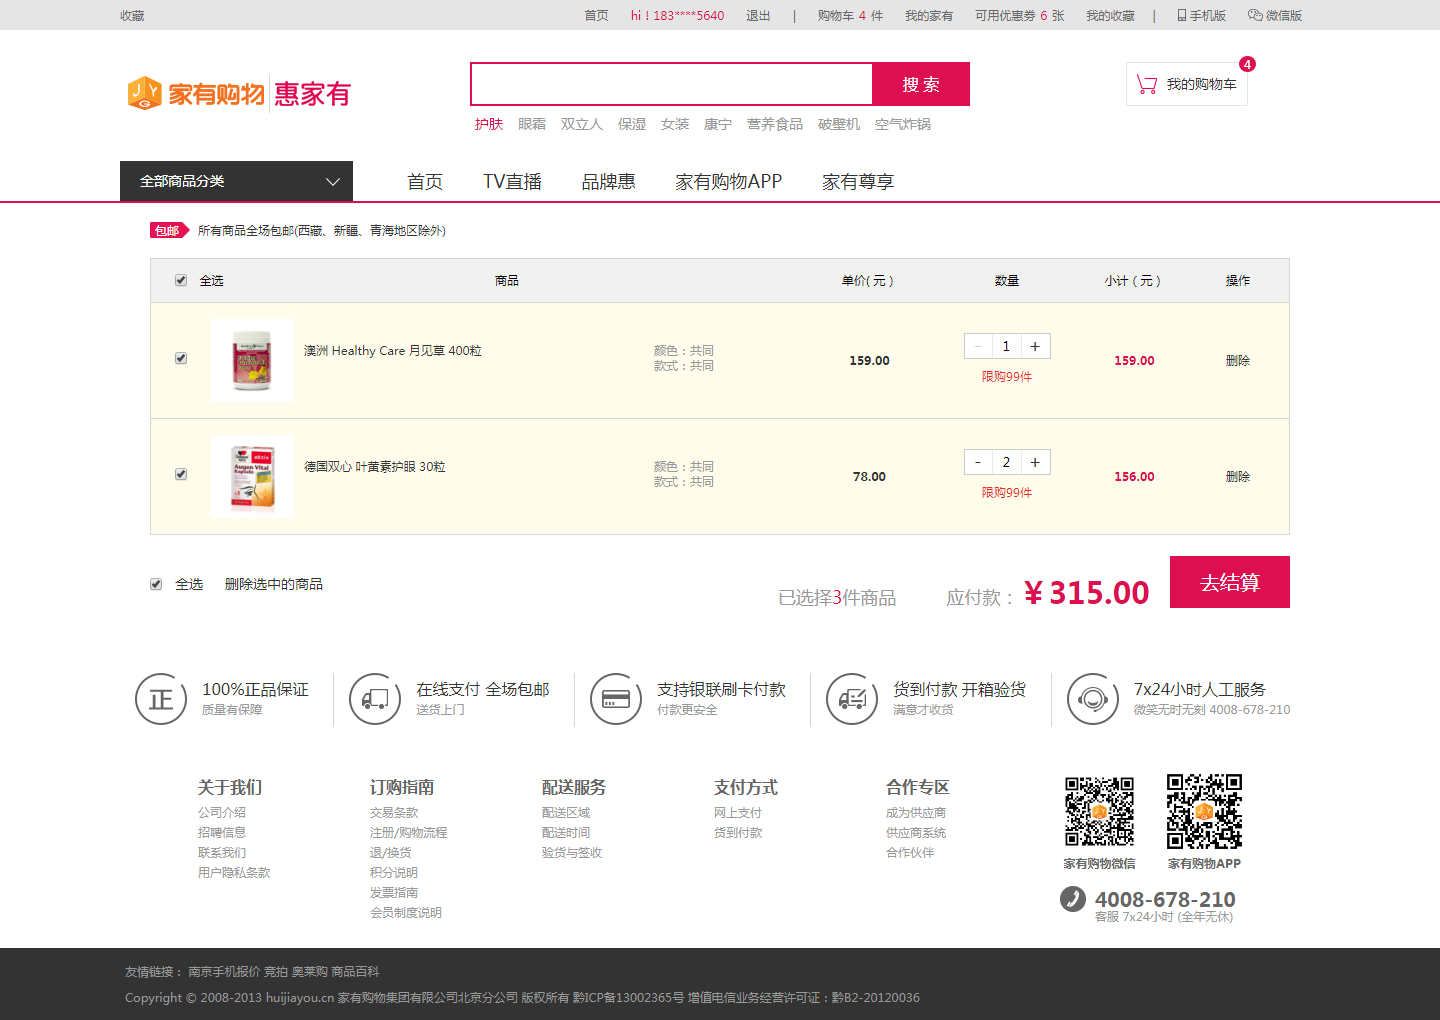 收藏
首页 hi！183****5640 退出 | 购物车 4 件 我的家有 可用优惠券 6 张 我的收藏 | 手机版 微信版
家有购物 惠家有
搜 索
我的购物车 4
护肤 眼霜 双立人 保湿 女装 康宁 营养食品 破壁机 空气炸锅
全部商品分类 首页 TV直播 品牌惠 家有购物APP 家有尊享
包邮 所有商品全场包邮(西藏、新疆、青海地区除外)
全选 商品 单价( 元 ) 数量 小计 ( 元 ) 操作
澳洲 Healthy Care 月见草 400粒 颜色：共同 159.00 - 1 + 159.00 删除
款式：共同 限购99件
德国双心 叶黄素护眼 30粒 颜色：共同 78.00 - 2 + 156.00 删除
款式：共同 限购99件
aktiv
Augen Vital
全选 删除选中的商品 已选择3件商品 应付款： ¥ 315.00 去结算
正 100%正品保证 在线支付 全场包邮 支持银联刷卡付款 货到付款 开箱验货 7x24小时人工服务
质量有保障 送货上门 付款更安全 满意才收货 微笑无时无刻 4008-678-210
关于我们 订购指南 配送服务 支付方式 合作专区
公司介绍 交易条款 配送区域 网上支付 成为供应商
招聘信息 注册/购物流程 配送时间 货到付款 供应商系统
联系我们 退/换货 验货与签收 合作伙伴
用户隐私条款 积分说明
发票指南
会员制度说明
家有购物微信 家有购物APP
4008-678-210
客服 7x24小时 (全年无休)
友情链接： 南京手机报价 竞拍 奥莱购 商品百科
Copyright © 2008-2013 huijiayou.cn 家有购物集团有限公司北京分公司 版权所有 黔ICP备13002365号 增值电信业务经营许可证：黔B2-20120036